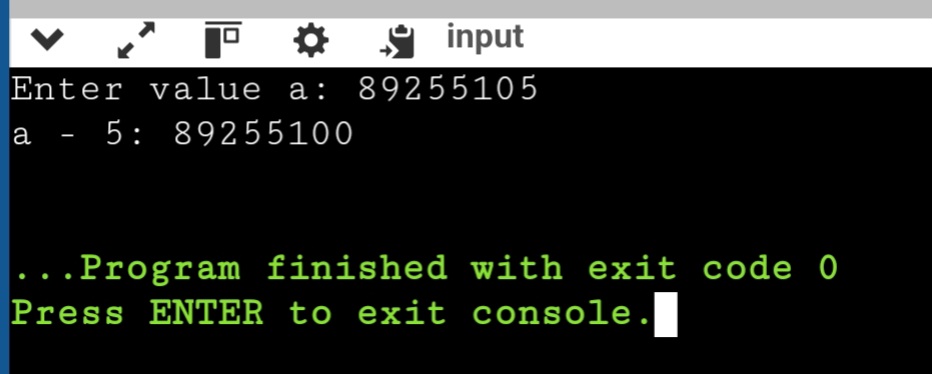 input
Enter value a: 89255105
a - 5: 89255100
...Program finished with exit code 0
Press ENTER to exit console.